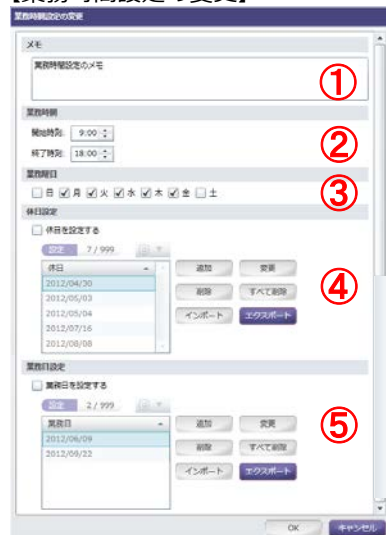 【業務時間設定の変更】
業務時間設定の変更
メモ
業務時間設定のメモ
①
業務時間
開始時刻: 9:00
終了時刻: 18:00
②
業務曜日
日 月 火 水 木 金 土
③
休日設定
休日を設定する
設定 7 / 999
休日
追加 変更
2012/04/30
2012/05/03
削除 すべて削除
④
2012/05/04
インポート エクスポート
2012/07/16
2012/08/08
業務日設定
業務日を設定する
設定 2 / 999
業務日
追加 変更
⑤
2012/06/09
2012/09/22
削除 すべて削除
インポート エクスポート
OK キャンセル